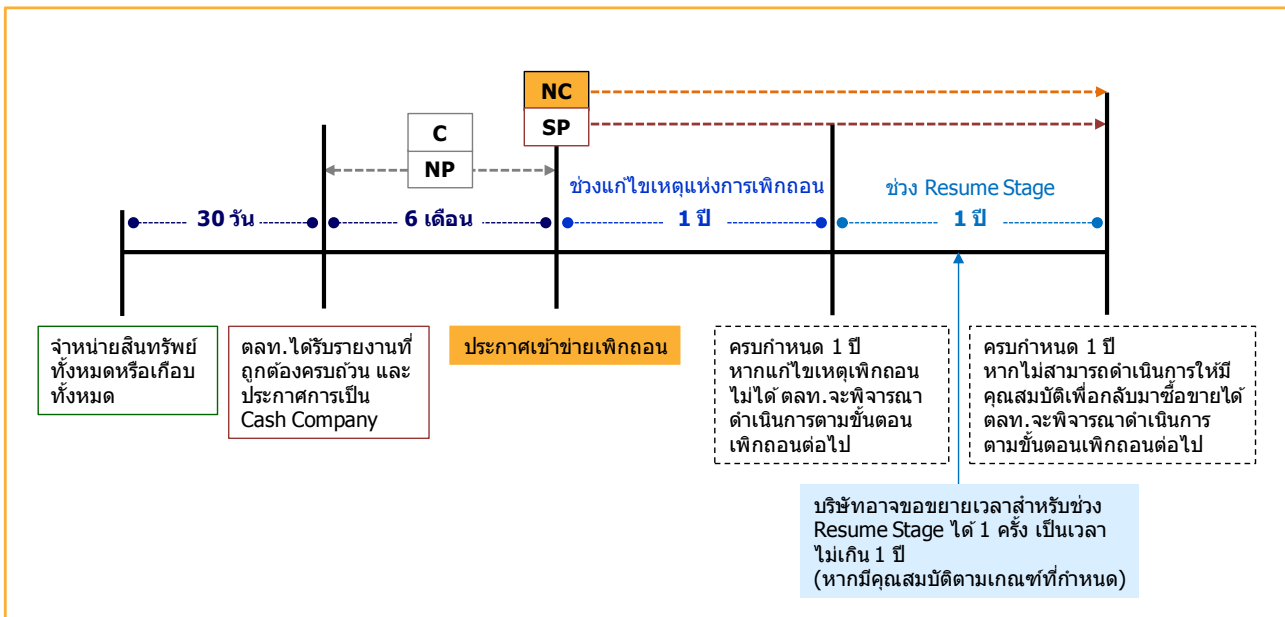 NC
SP
C
NP
ช่วงแก้ไขเหตุแห่งการเพิกถอน
ช่วง Resume Stage
30 วัน
6 เดือน
1 ปี
1 ปี
จำหน่ายสินทรัพย์
ทั้งหมดหรือเกือบ
ทั้งหมด
ตลท.ได้รับรายงานที่
ถูกต้องครบถ้วน และ
ประกาศการเป็น
Cash Company
ประกาศเข้าข่ายเพิกถอน
ครบกำหนด 1 ปี
หากแก้ไขเหตุเพิกถอน
ไม่ได้ ตลท.จะพิจารณา
ดำเนินการตามขั้นตอน
เพิกถอนต่อไป
ครบกำหนด 1 ปี
หากไม่สามารถดำเนินการให้มี
คุณสมบัติเพื่อกลับมาซื้อขายได้
ตลท.จะพิจารณาดำเนินการ
ตามขั้นตอนเพิกถอนต่อไป
บริษัทอาจขอขยายเวลาสำหรับช่วง
Resume Stage ได้ 1 ครั้ง เป็นเวลา
ไม่เกิน 1 ปี
(หากมีคุณสมบัติตามเกณฑ์ที่กำหนด)